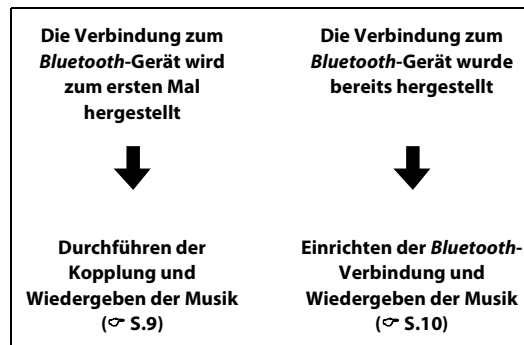 Die Verbindung zum
Bluetooth-Gerät wird
zum ersten Mal
hergestellt
Durchführen der
Kopplung und
Wiedergeben der Musik
(☞ S.9)
Die Verbindung zum
Bluetooth-Gerät wurde
bereits hergestellt
Einrichten der Bluetooth-
Verbindung und
Wiedergeben der Musik
(☞ S.10)